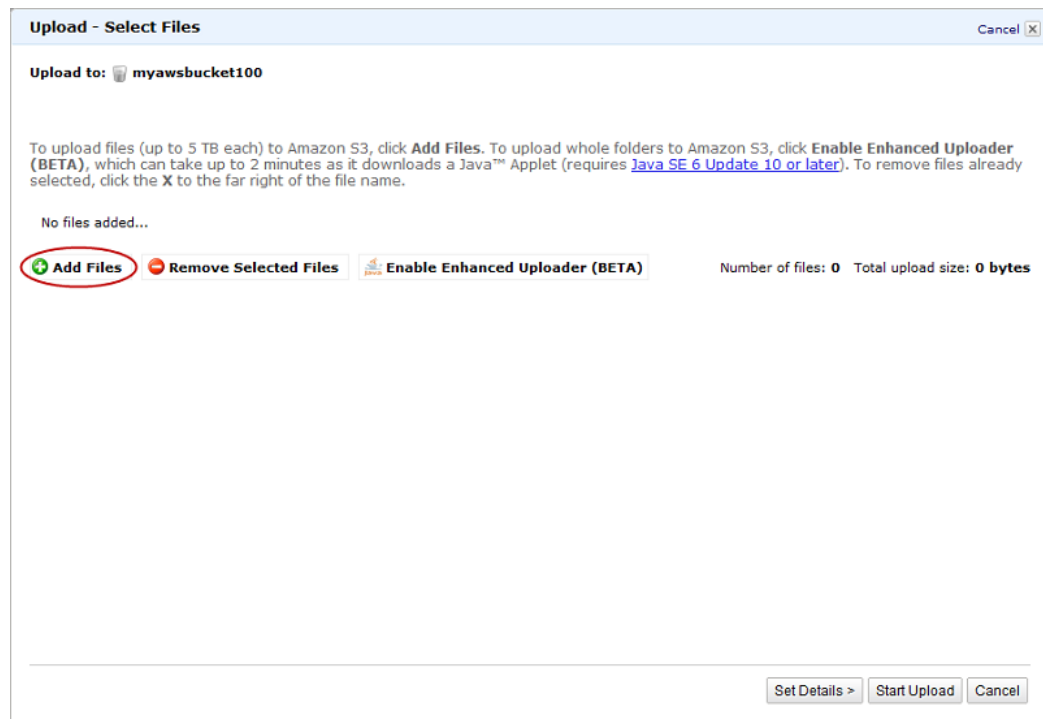 Upload - Select Files
Cancel
Upload to: myawsbucket100
To upload files (up to 5 TB each) to Amazon S3, click Add Files. To upload whole folders to Amazon S3, click Enable Enhanced Uploader
(BETA), which can take up to 2 minutes as it downloads a Java™ Applet (requires Java SE 6 Update 10 or later). To remove files already
selected, click the X to the far right of the file name.
No files added...
Add Files Remove Selected Files Enable Enhanced Uploader (BETA) Number of files: 0 Total upload size: 0 bytes
Set Details > Start Upload Cancel